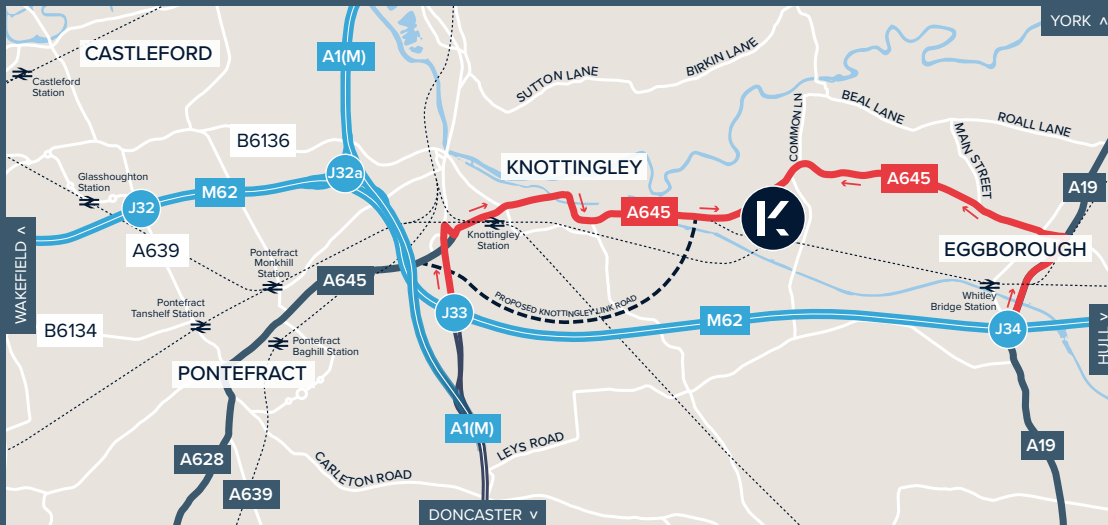 YORK >
A1(M)
CASTLEFORD
BIRKIN LANE
SUTTON LANE
Castleford
Station
COMMON LN
BEAL LANE
ROALL LANE
B6136
MAIN STREET
KNOTTINGLEY
J32a
Glasshoughton
Station
M62
A645
A19
J32
A645
K
WAKEFIELD >
A639
Knottingley
Station
EGGBOROUGH
Pontefract
Monkhill
Station
A645
Whitley
Bridge Station
PROPOSED KNOTTINGLEY LINK ROAD
Pontefract
Tanshelf Station
J33
M62
J34
HULL >
B6134
Pontefract
Baghill Station
PONTEFRACT
A1(M)
LEYS ROAD
A19
A628
CARLETON ROAD
A639
DONCASTER >